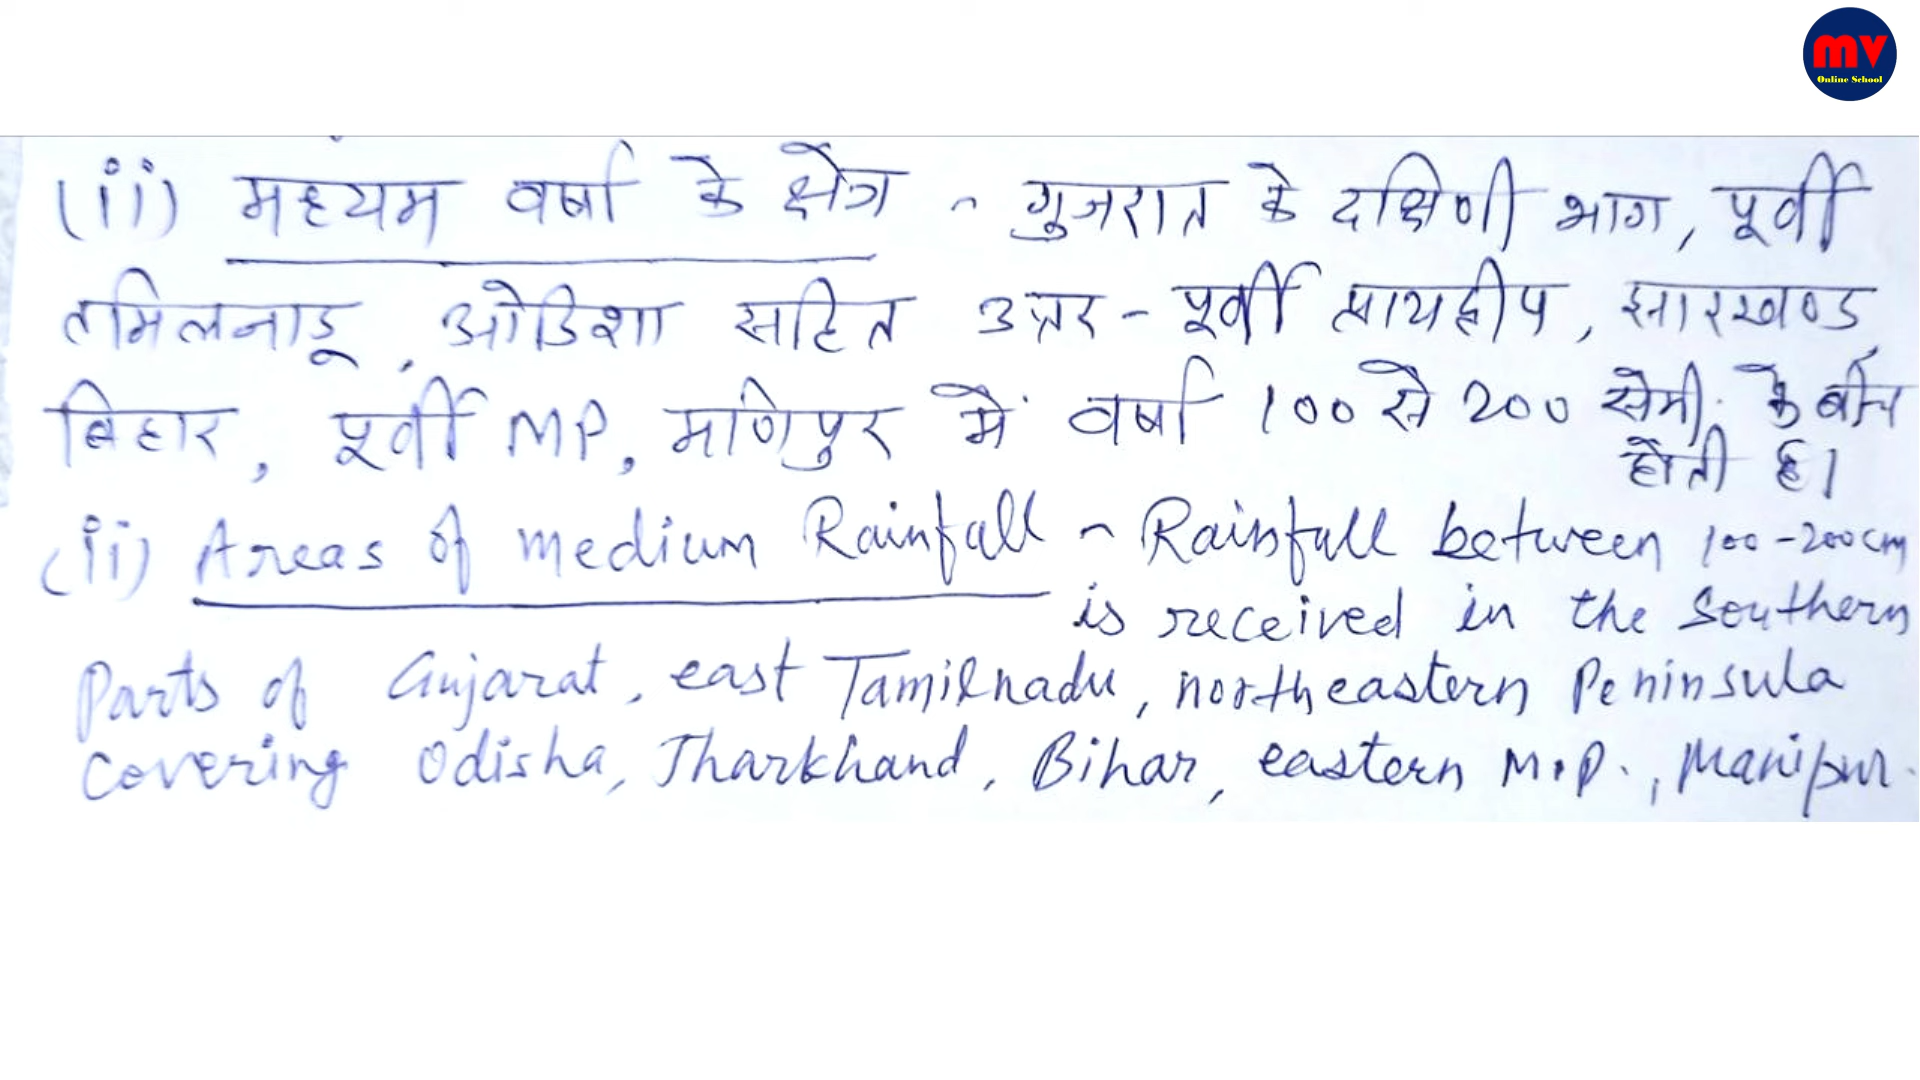 mv
Online School
(ii) मध्यम वर्षा के क्षेत्र - गुजरात के दक्षिणी भाग, पूर्वी
तमिलनाडू, ओडिशा सहित उत्तर-पूर्वी प्रायद्वीप, झारखण्ड,
बिहार, पूर्वी MP, मणिपुर में वर्षा 100 से 200 सेमी. के बीच
होती है।
(ii) Areas of medium Rainfall - Rainfall between 100-200cm
is received in the Southern
Parts of Gujarat, east Tamilnadu, northeastern Peninsula
covering Odisha, Jharkhand, Bihar, eastern M.P., Manipur.